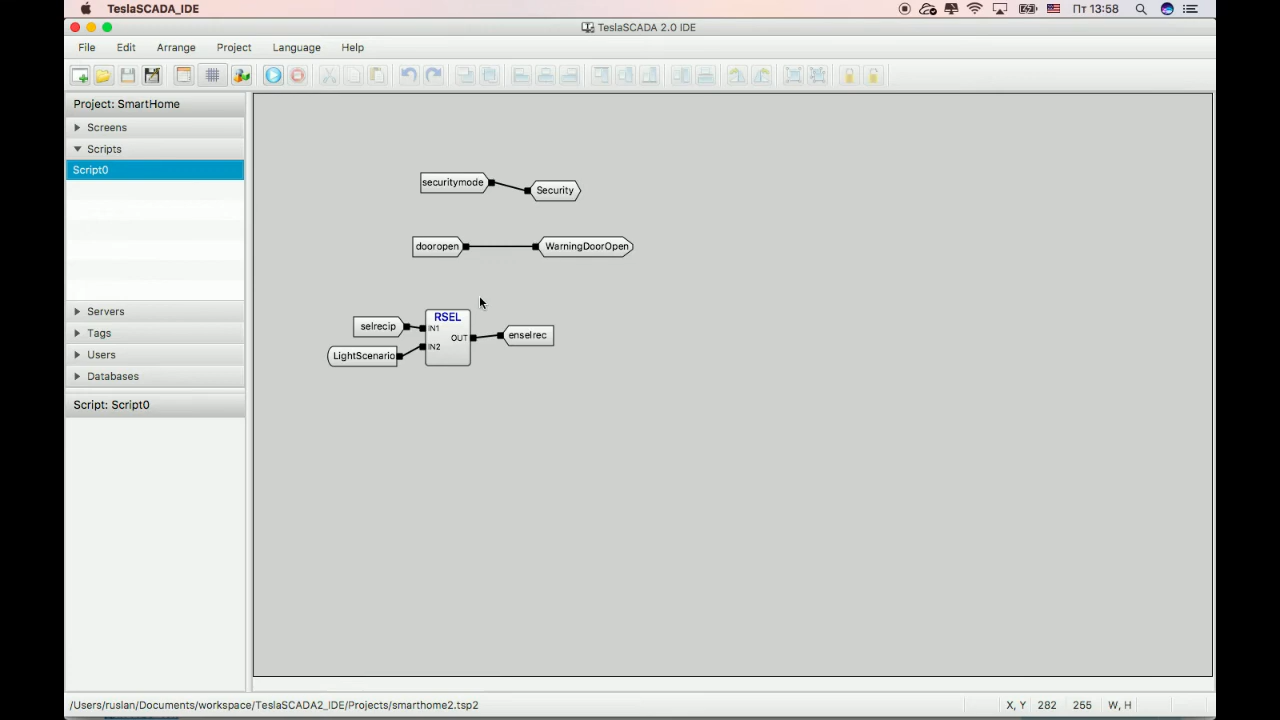 TeslaSCADA_IDE
Пт 13:58
TeslaSCADA 2.0 IDE
File Edit Arrange Project Language Help
Project: SmartHome
Screens
Scripts
Script0
Servers
Tags
Users
Databases
Script: Script0
securitymode
Security
dooropen
WarningDoorOpen
RSEL
selrecip
IN1
OUT
enselrec
IN2
LightScenario
/Users/ruslan/Documents/workspace/TeslaSCADA2_IDE/Projects/smarthome2.tsp2
X, Y 282 255 W, H